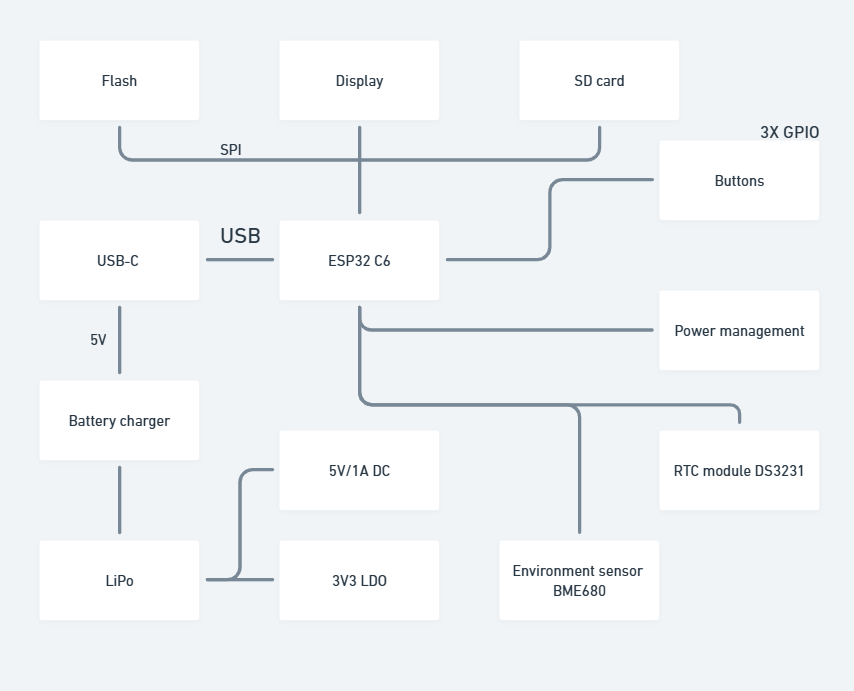 Flash
Display
SD card
3X GPIO
SPI
Buttons
USB
USB-C
ESP32 C6
5V
Power management
Battery charger
5V/1A DC
RTC module DS3231
LiPo
3V3 LDO
Environment sensor
BME680